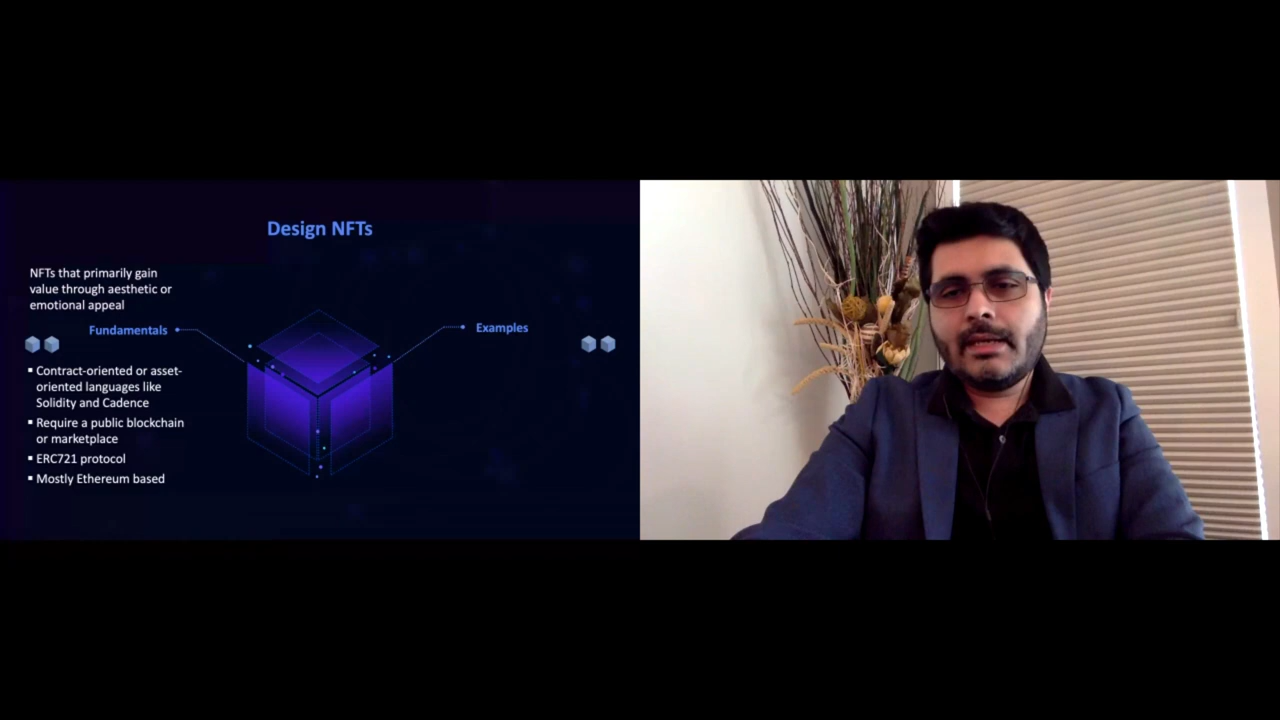 Design NFTs
NFTs that primarily gain
value through aesthetic or
emotional appeal
Fundamentals
Examples
▪ Contract-oriented or asset-
oriented languages like
Solidity and Cadence
▪ Require a public blockchain
or marketplace
▪ ERC721 protocol
▪ Mostly Ethereum based